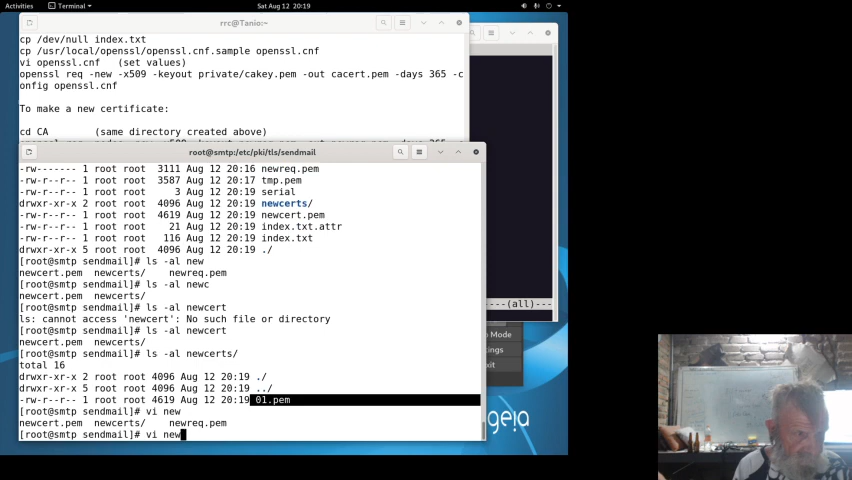 Activities Terminal Sat Aug 12 20:19
rrc@Tanio:~
cp /dev/null index.txt
cp /usr/local/openssl/openssl.cnf.sample openssl.cnf
vi openssl.cnf (set values)
openssl req -new -x509 -keyout private/cakey.pem -out cacert.pem -days 365 -c
onfig openssl.cnf
To make a new certificate:
cd CA (same directory created above)
root@smtp:/etc/pki/tls/sendmail
-rw------- 1 root root 3111 Aug 12 20:16 newreq.pem
-rw-r--r-- 1 root root 3587 Aug 12 20:17 tmp.pem
-rw-r--r-- 1 root root 3 Aug 12 20:19 serial
drwxr-xr-x 2 root root 4096 Aug 12 20:19 newcerts/
-rw-r--r-- 1 root root 4619 Aug 12 20:19 newcert.pem
-rw-r--r-- 1 root root 21 Aug 12 20:19 index.txt.attr
-rw-r--r-- 1 root root 116 Aug 12 20:19 index.txt
drwxr-xr-x 5 root root 4096 Aug 12 20:19 ./
[root@smtp sendmail]# ls -al new
newcert.pem newcerts/ newreq.pem
[root@smtp sendmail]# ls -al newc
newcert.pem newcerts/
[root@smtp sendmail]# ls -al newcert
ls: cannot access 'newcert': No such file or directory
[root@smtp sendmail]# ls -al newcert
newcert.pem newcerts/
[root@smtp sendmail]# ls -al newcerts/
total 16
drwxr-xr-x 2 root root 4096 Aug 12 20:19 ./
drwxr-xr-x 5 root root 4096 Aug 12 20:19 ../
-rw-r--r-- 1 root root 4619 Aug 12 20:19 01.pem
[root@smtp sendmail]# vi new
newcert.pem newcerts/ newreq.pem
[root@smtp sendmail]# vi new
---(all)---
Mode
tings
xit
geia